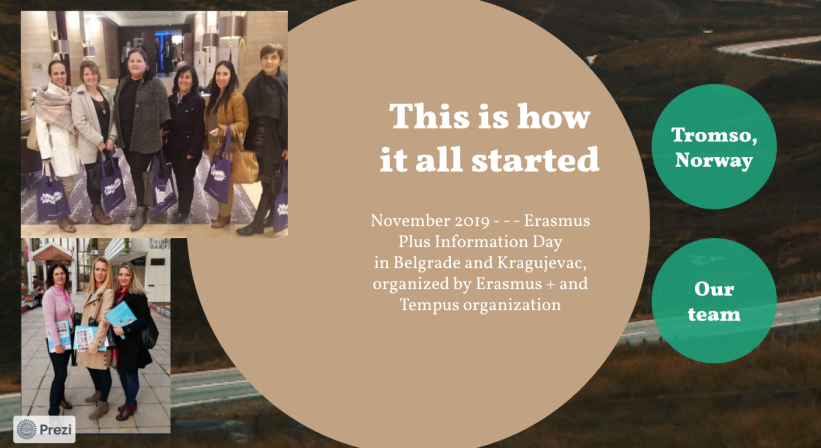 This is how
it all started
November 2019 - - - Erasmus
Plus Information Day
in Belgrade and Kragujevac,
organized by Erasmus + and
Tempus organization
Tromso,
Norway
Our
team
Prezi